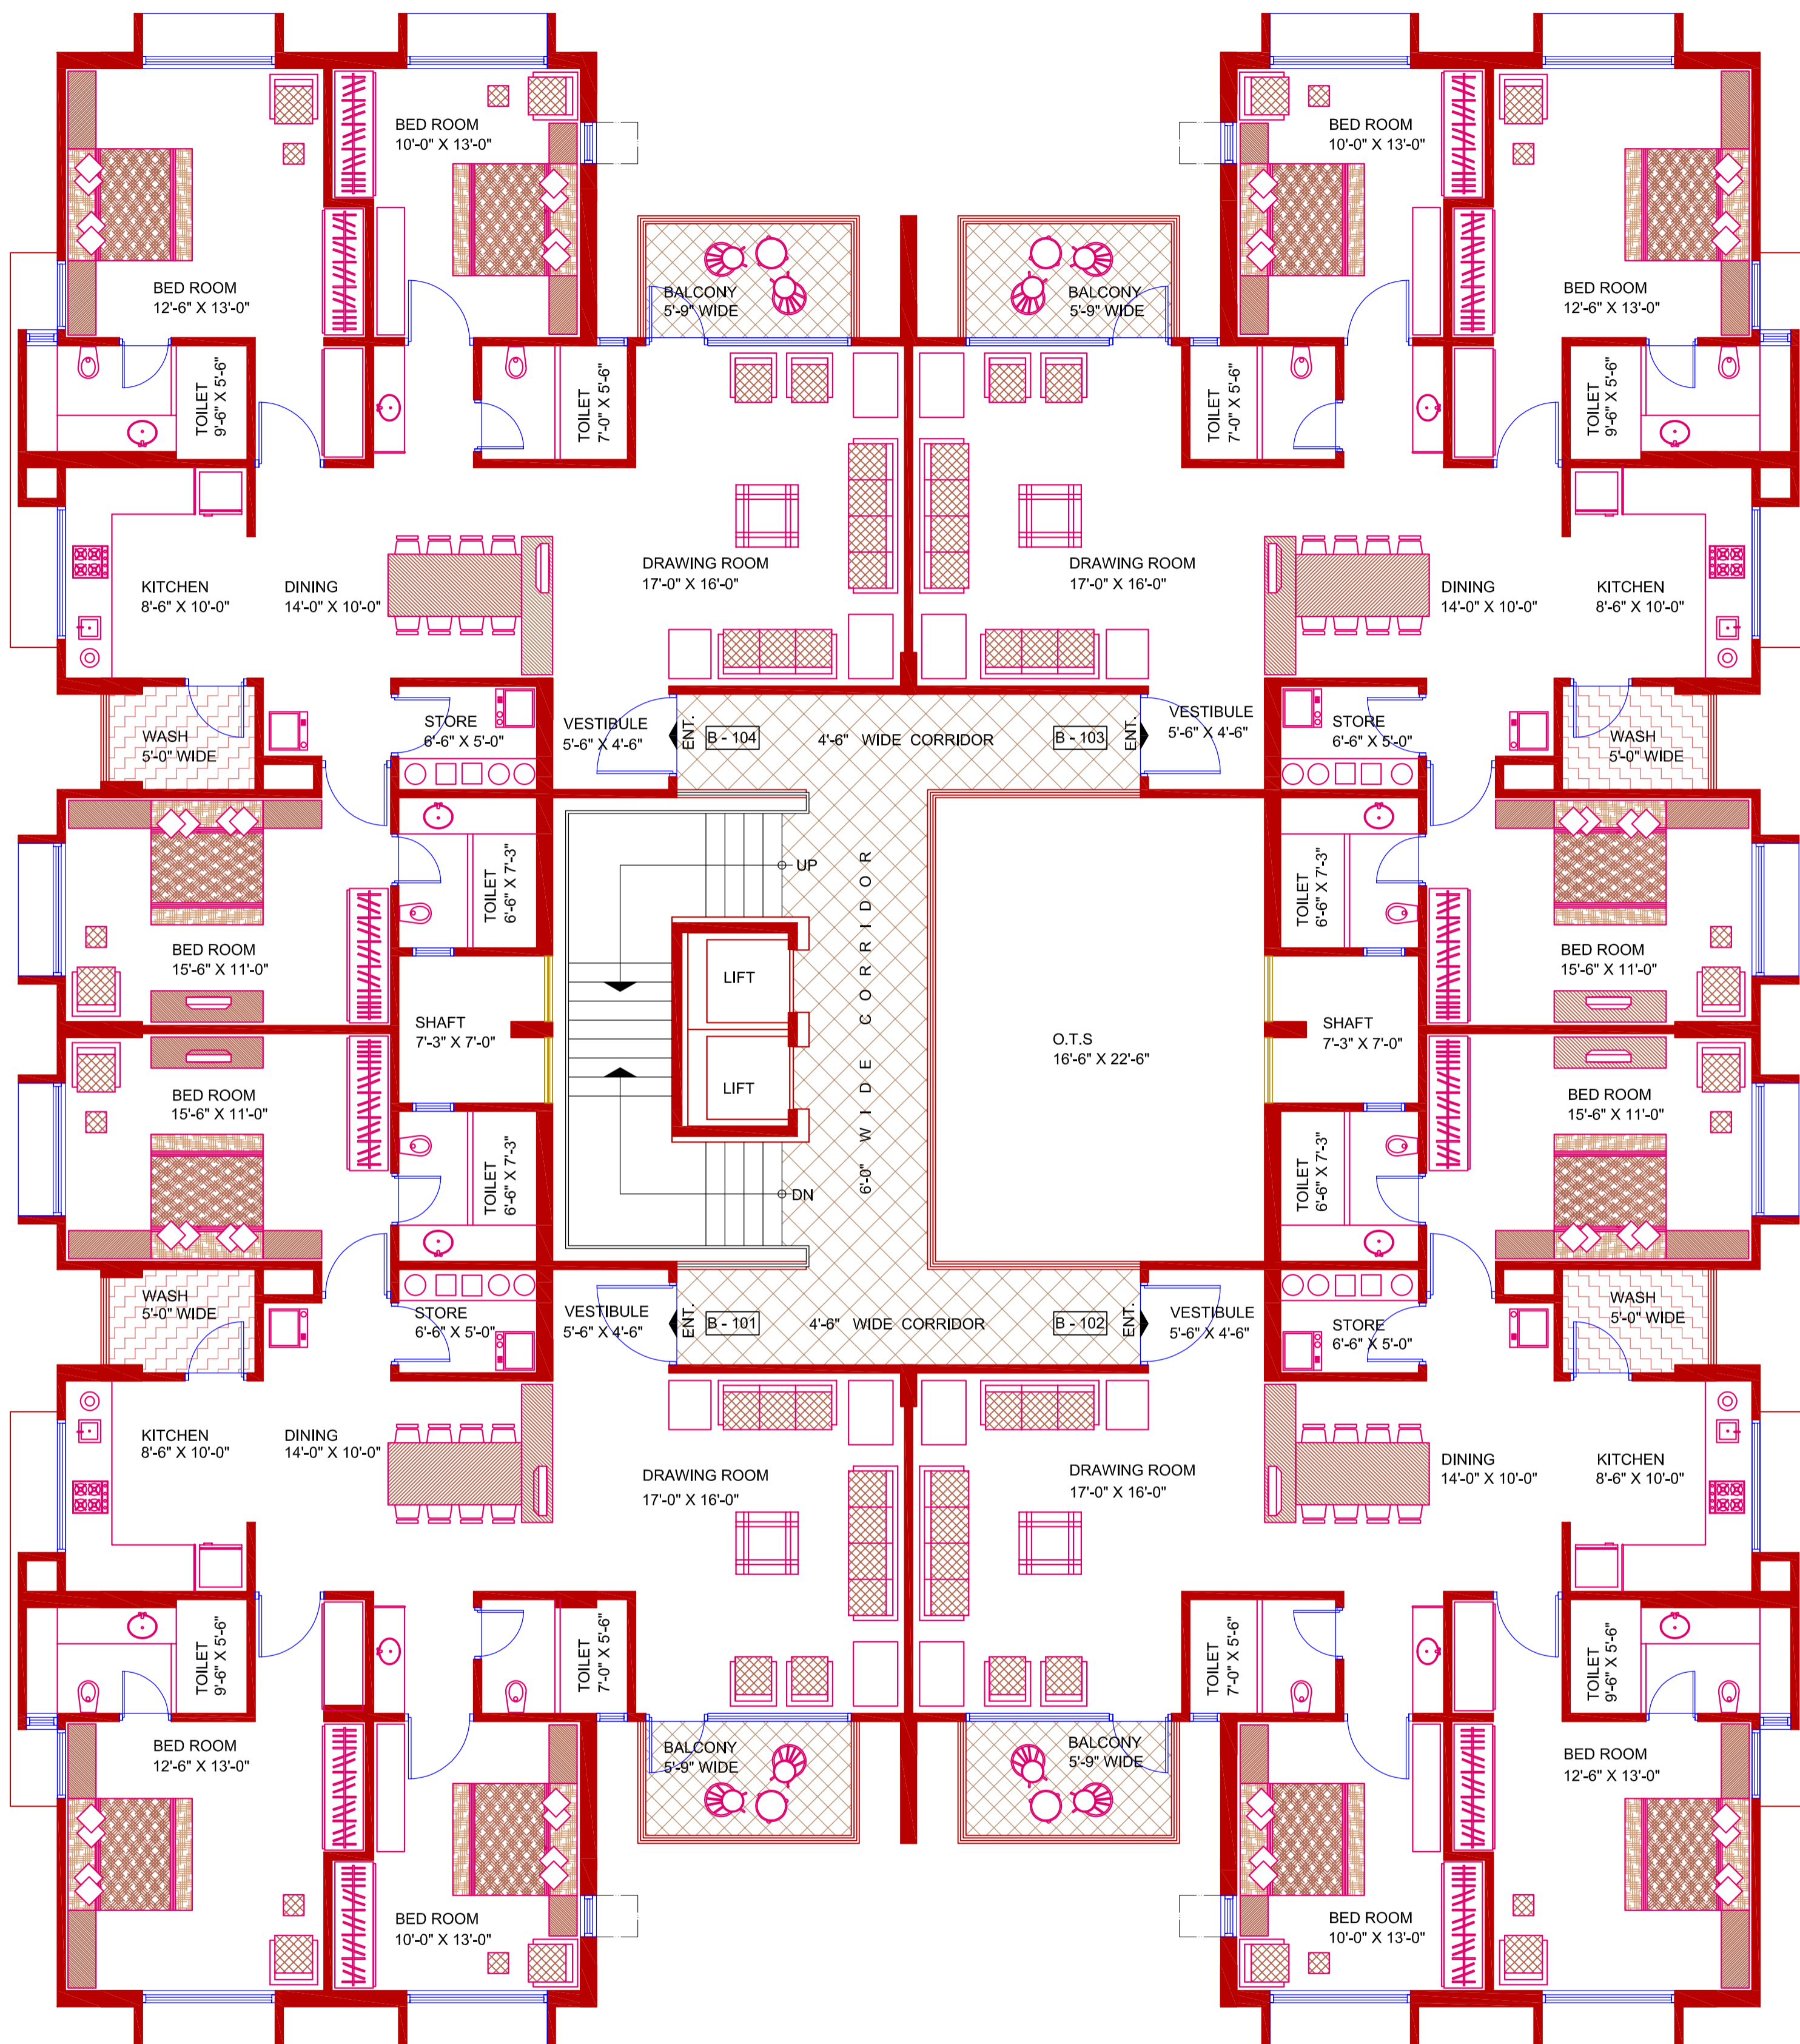 BED ROOM
10'-0" X 13'-0"
BED ROOM
10'-0" X 13'-0"
BED ROOM
12'-6" X 13'-0"
BALCONY
5'-9" WIDE
BALCONY
5'-9" WIDE
BED ROOM
12'-6" X 13'-0"
TOILET
9'-6" X 5'-6"
TOILET
7'-0" X 5'-6"
TOILET
7'-0" X 5'-6"
TOILET
9'-6" X 5'-6"
KITCHEN
8'-6" X 10'-0"
DINING
14'-0" X 10'-0"
DRAWING ROOM
17'-0" X 16'-0"
DRAWING ROOM
17'-0" X 16'-0"
DINING
14'-0" X 10'-0"
KITCHEN
8'-6" X 10'-0"
WASH
5'-0" WIDE
STORE
6'-6" X 5'-0"
VESTIBULE
5'-6" X 4'-6"
ENT.
B - 104
4'-6" WIDE CORRIDOR
B - 103
ENT.
VESTIBULE
5'-6" X 4'-6"
STORE
6'-6" X 5'-0"
WASH
5'-0" WIDE
TOILET
6'-6" X 7'-3"
UP
TOILET
6'-6" X 7'-3"
BED ROOM
15'-6" X 11'-0"
LIFT
6'-0" WIDE CORRIDOR
BED ROOM
15'-6" X 11'-0"
SHAFT
7'-3" X 7'-0"
O.T.S
16'-6" X 22'-6"
SHAFT
7'-3" X 7'-0"
BED ROOM
15'-6" X 11'-0"
LIFT
BED ROOM
15'-6" X 11'-0"
TOILET
6'-6" X 7'-3"
DN
TOILET
6'-6" X 7'-3"
WASH
5'-0" WIDE
STORE
6'-6" X 5'-0"
VESTIBULE
5'-6" X 4'-6"
ENT.
B - 101
4'-6" WIDE CORRIDOR
B - 102
ENT.
VESTIBULE
5'-6" X 4'-6"
STORE
6'-6" X 5'-0"
WASH
5'-0" WIDE
KITCHEN
8'-6" X 10'-0"
DINING
14'-0" X 10'-0"
DRAWING ROOM
17'-0" X 16'-0"
DRAWING ROOM
17'-0" X 16'-0"
DINING
14'-0" X 10'-0"
KITCHEN
8'-6" X 10'-0"
TOILET
9'-6" X 5'-6"
TOILET
7'-0" X 5'-6"
TOILET
7'-0" X 5'-6"
TOILET
9'-6" X 5'-6"
BED ROOM
12'-6" X 13'-0"
BALCONY
5'-9" WIDE
BALCONY
5'-9" WIDE
BED ROOM
12'-6" X 13'-0"
BED ROOM
10'-0" X 13'-0"
BED ROOM
10'-0" X 13'-0"